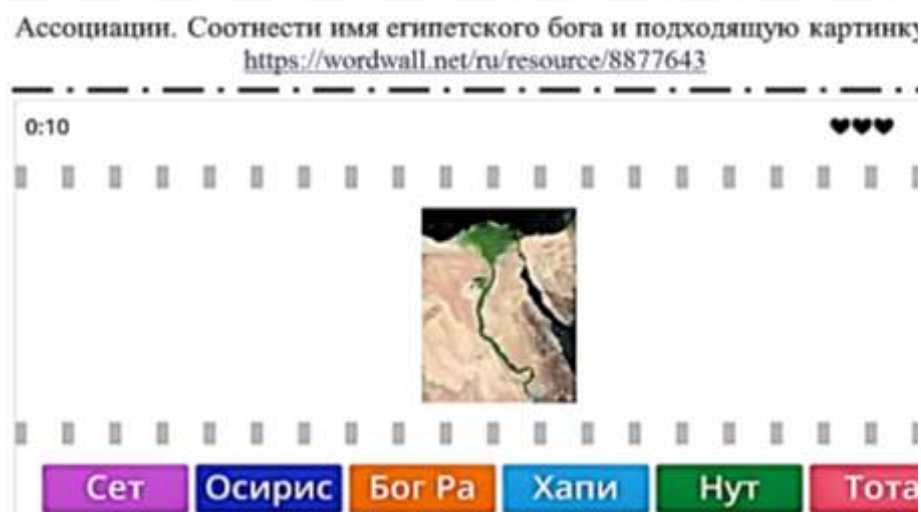 Ассоциации. Соотнести имя египетского бога и подходящую картинку
https://wordwall.net/ru/resource/8877643
0:10
Сет Осирис Бог Ра Хапи Нут Тота